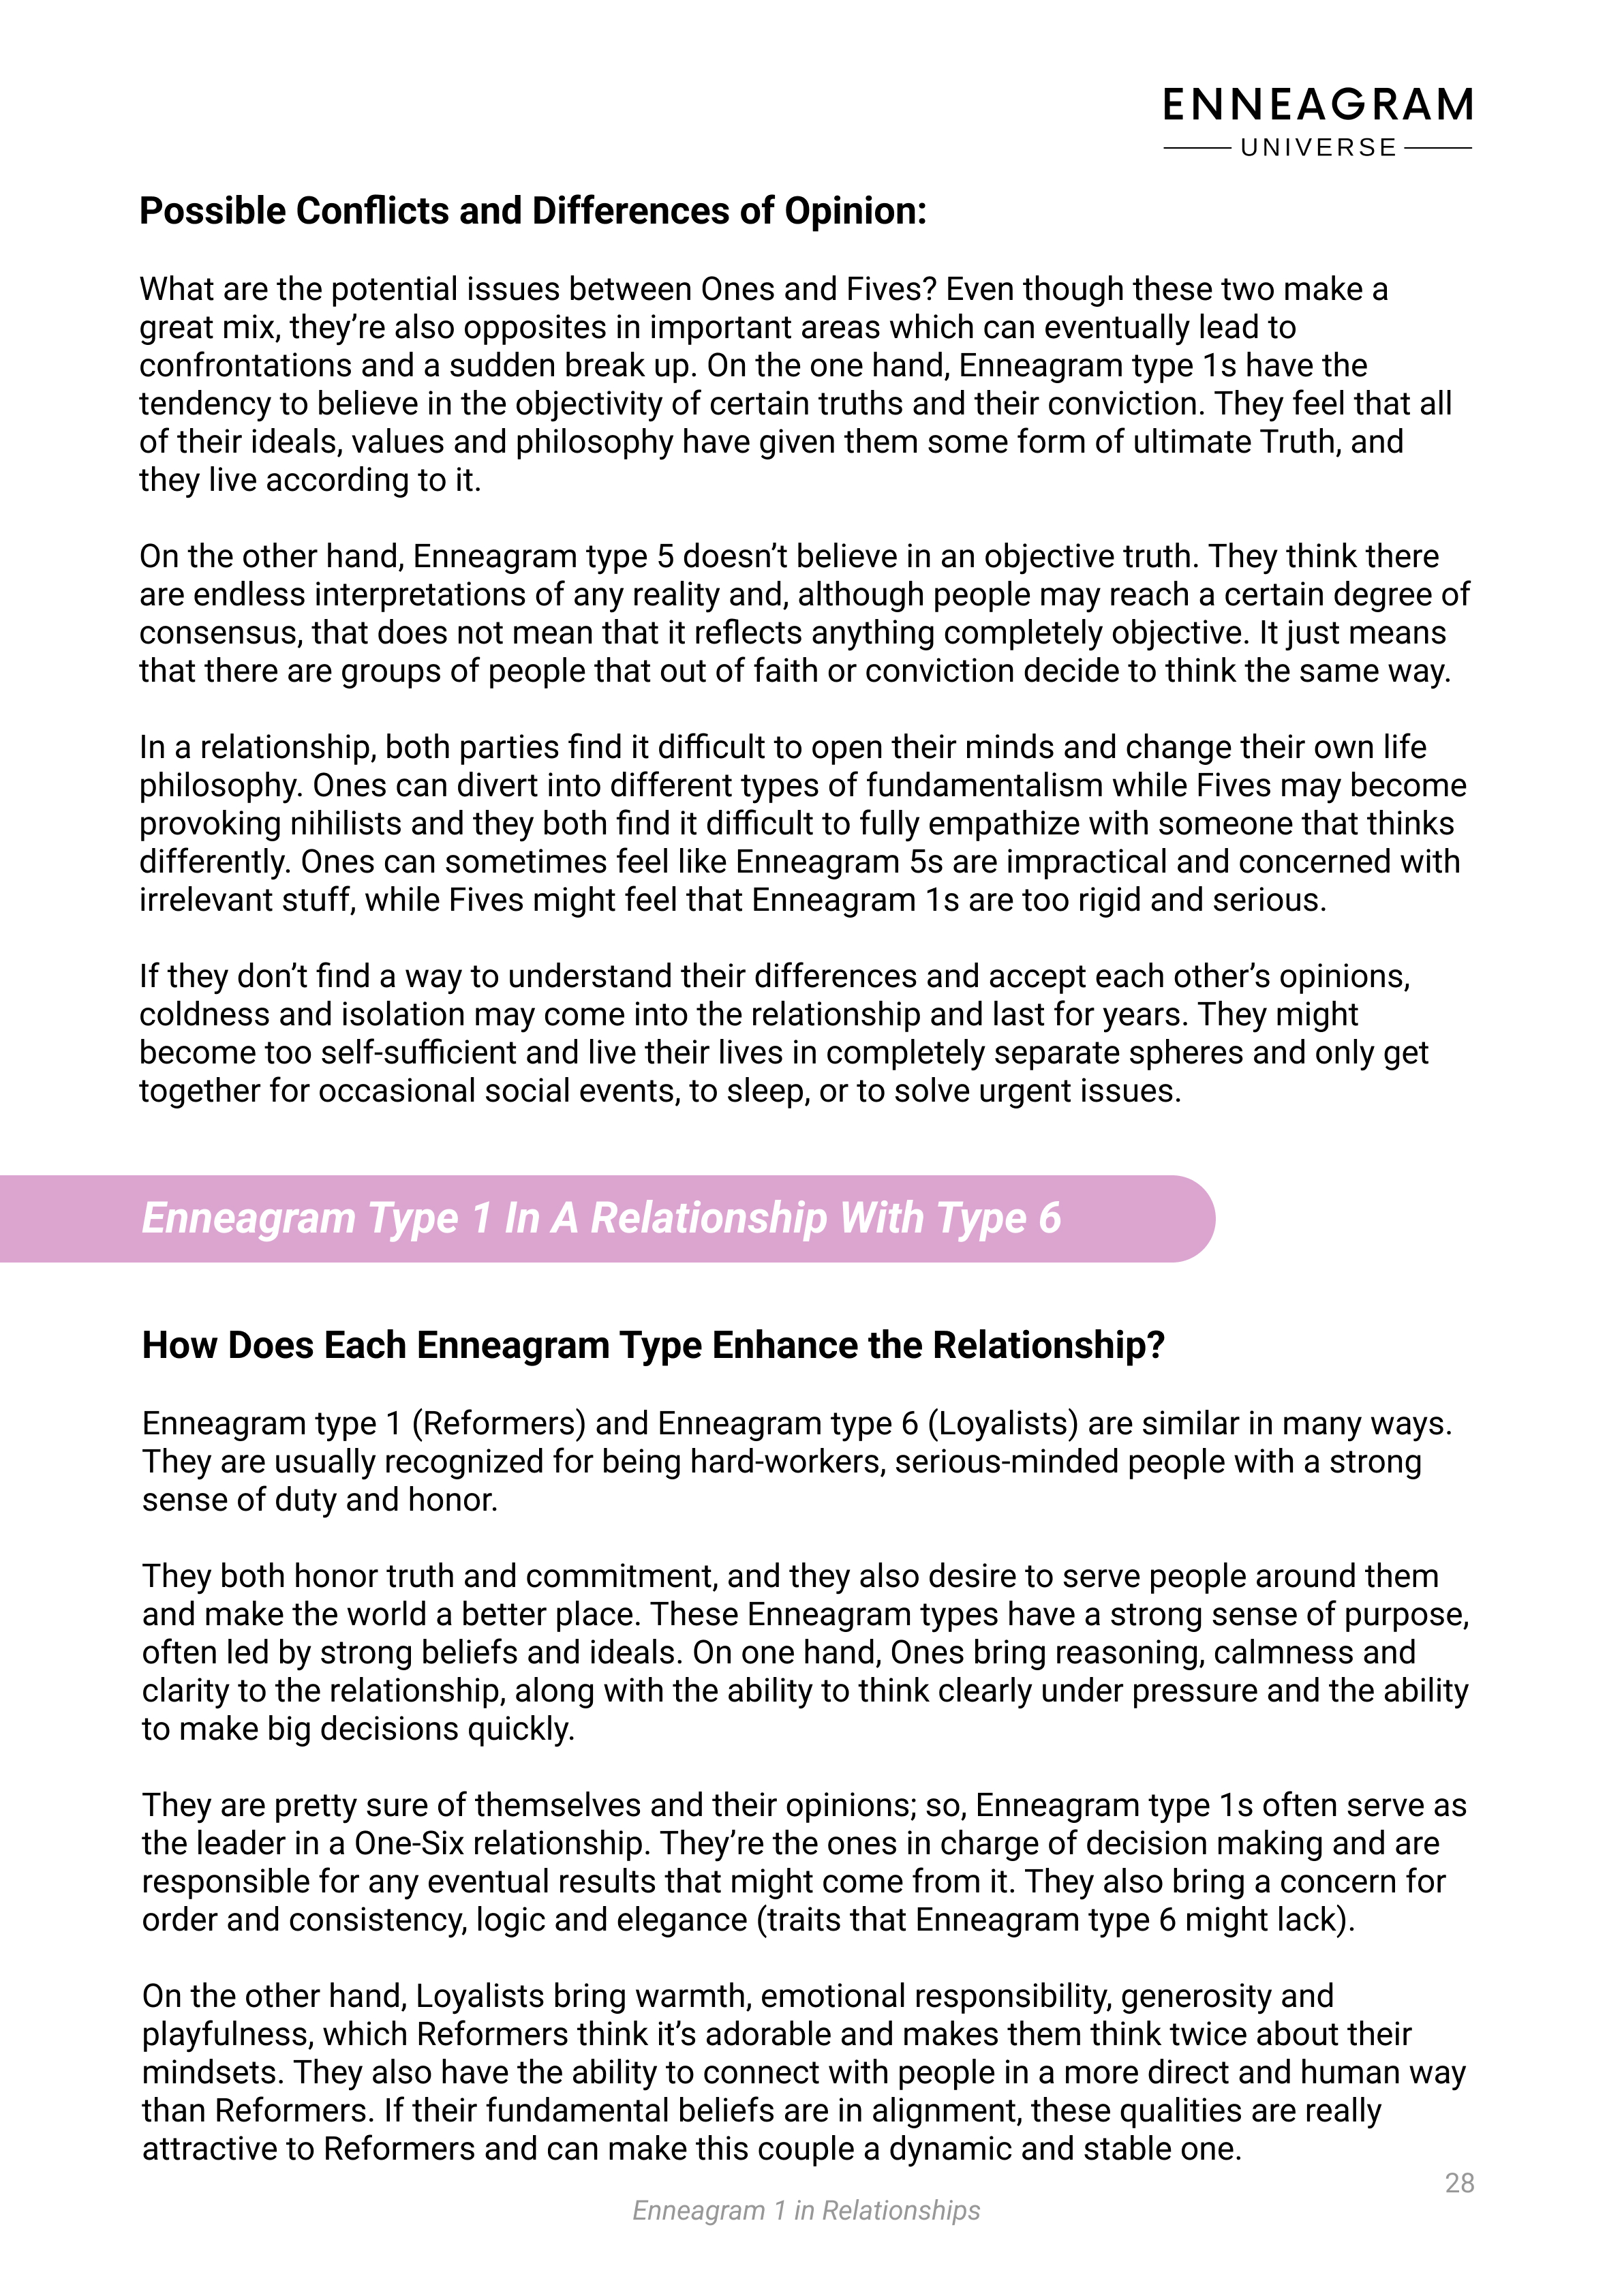 ENNEAGRAM
UNIVERSE
Possible Conflicts and Differences of Opinion:
What are the potential issues between Ones and Fives? Even though these two make a
great mix, they’re also opposites in important areas which can eventually lead to
confrontations and a sudden break up. On the one hand, Enneagram type 1s have the
tendency to believe in the objectivity of certain truths and their conviction. They feel that all
of their ideals, values and philosophy have given them some form of ultimate Truth, and
they live according to it.
On the other hand, Enneagram type 5 doesn’t believe in an objective truth. They think there
are endless interpretations of any reality and, although people may reach a certain degree of
consensus, that does not mean that it reflects anything completely objective. It just means
that there are groups of people that out of faith or conviction decide to think the same way.
In a relationship, both parties find it difficult to open their minds and change their own life
philosophy. Ones can divert into different types of fundamentalism while Fives may become
provoking nihilists and they both find it difficult to fully empathize with someone that thinks
differently. Ones can sometimes feel like Enneagram 5s are impractical and concerned with
irrelevant stuff, while Fives might feel that Enneagram 1s are too rigid and serious.
If they don’t find a way to understand their differences and accept each other’s opinions,
coldness and isolation may come into the relationship and last for years. They might
become too self-sufficient and live their lives in completely separate spheres and only get
together for occasional social events, to sleep, or to solve urgent issues.
Enneagram Type 1 In A Relationship With Type 6
How Does Each Enneagram Type Enhance the Relationship?
Enneagram type 1 (Reformers) and Enneagram type 6 (Loyalists) are similar in many ways.
They are usually recognized for being hard-workers, serious-minded people with a strong
sense of duty and honor.
They both honor truth and commitment, and they also desire to serve people around them
and make the world a better place. These Enneagram types have a strong sense of purpose,
often led by strong beliefs and ideals. On one hand, Ones bring reasoning, calmness and
clarity to the relationship, along with the ability to think clearly under pressure and the ability
to make big decisions quickly.
They are pretty sure of themselves and their opinions; so, Enneagram type 1s often serve as
the leader in a One-Six relationship. They’re the ones in charge of decision making and are
responsible for any eventual results that might come from it. They also bring a concern for
order and consistency, logic and elegance (traits that Enneagram type 6 might lack).
On the other hand, Loyalists bring warmth, emotional responsibility, generosity and
playfulness, which Reformers think it’s adorable and makes them think twice about their
mindsets. They also have the ability to connect with people in a more direct and human way
than Reformers. If their fundamental beliefs are in alignment, these qualities are really
attractive to Reformers and can make this couple a dynamic and stable one.
28
Enneagram 1 in Relationships